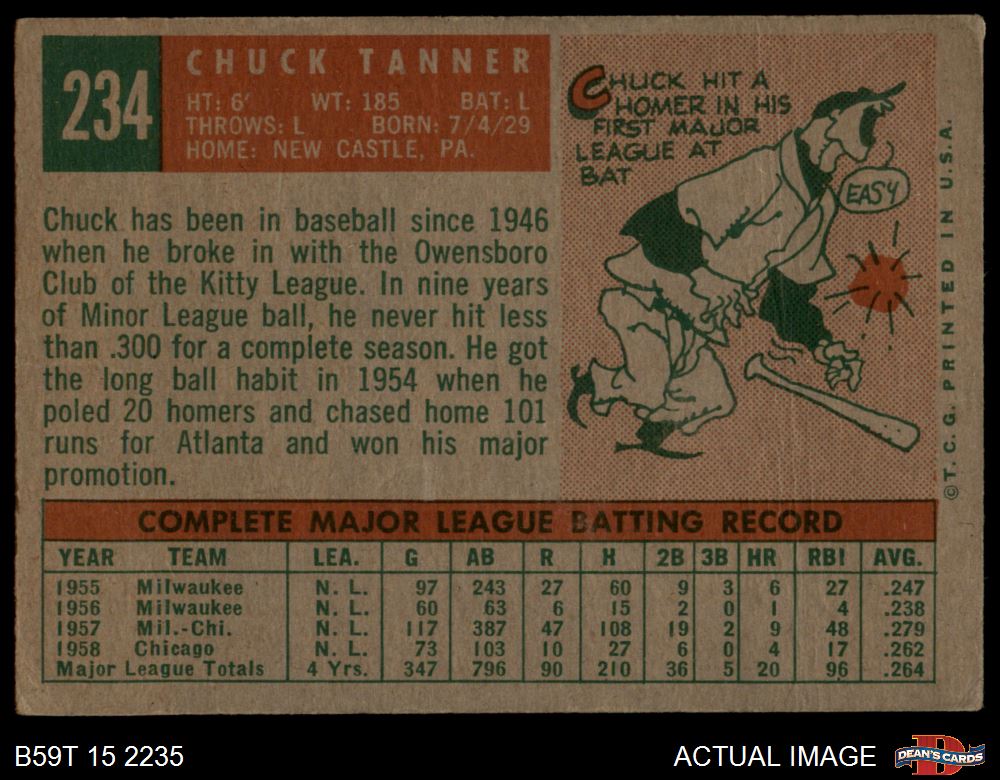 234
CHUCK TANNER
HT: 6' WT: 185 BAT: L
THROWS: L BORN: 7/4/29
HOME: NEW CASTLE, PA.
CHUCK HIT A
HOMER IN HIS
FIRST MAJOR
LEAGUE AT
BAT
EASY
Chuck has been in baseball since 1946
when he broke in with the Owensboro
Club of the Kitty League. In nine years
of Minor League ball, he never hit less
than .300 for a complete season. He got
the long ball habit in 1954 when he
poled 20 homers and chased home 101
runs for Atlanta and won his major
promotion.
©T.C.G. PRINTED IN U.S.A.
COMPLETE MAJOR LEAGUE BATTING RECORD
YEAR TEAM LEA. G AB R H 2B 3B HR RBI AVG.
1955 Milwaukee N. L. 97 243 27 60 9 3 6 27 .247
1956 Milwaukee N. L. 60 63 6 15 2 0 1 4 .238
1957 Mil.-Chi. N. L. 117 387 47 108 19 2 9 48 .279
1958 Chicago N. L. 73 103 10 27 6 0 4 17 .262
Major League Totals 4 Yrs. 347 796 90 210 36 5 20 96 .264
B59T 15 2235
ACTUAL IMAGE
DEAN'S CARDS